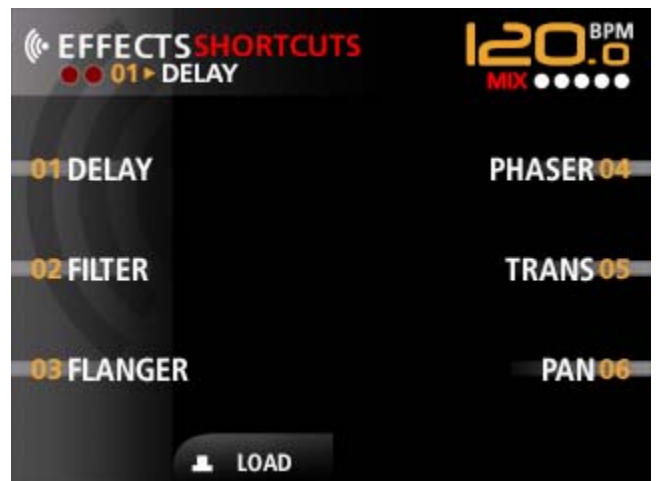 EFFECTS SHORTCUTS
01 DELAY
120.0 BPM
MIX
01 DELAY
02 FILTER
03 FLANGER
PHASER 04
TRANS 05
PAN 06
LOAD